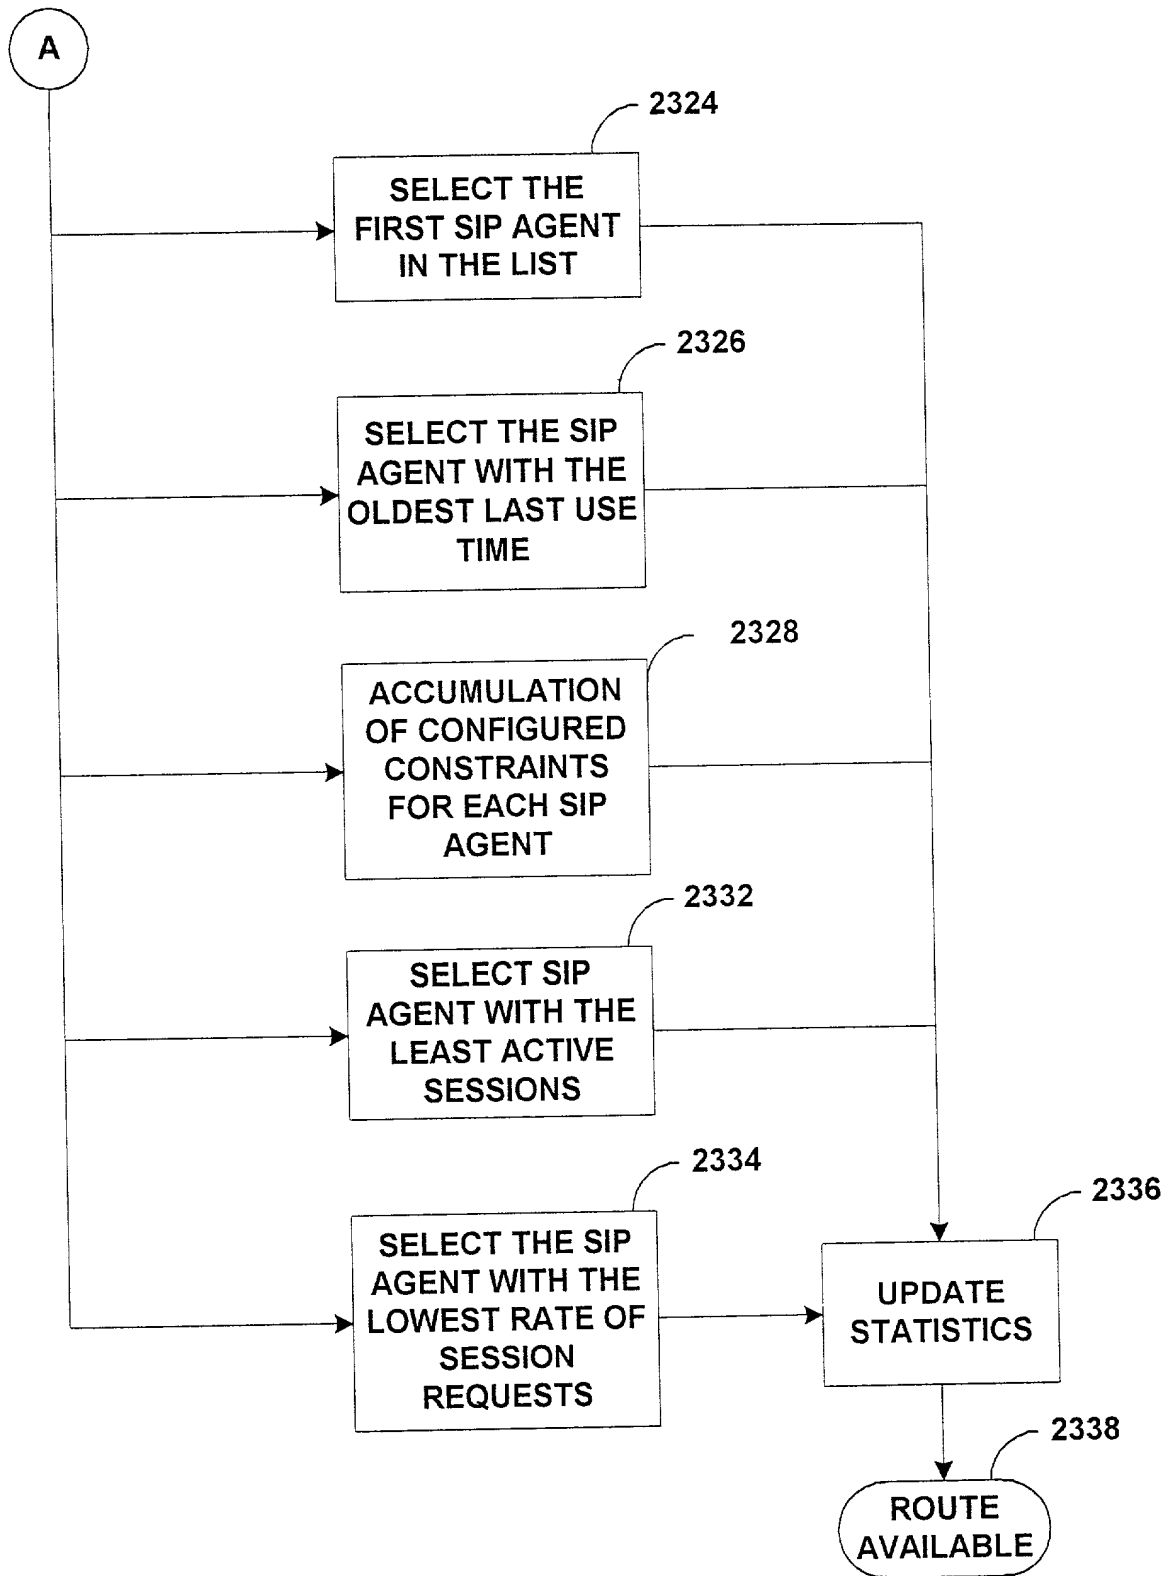 A
2324
SELECT THE
FIRST SIP AGENT
IN THE LIST
2326
SELECT THE SIP
AGENT WITH THE
OLDEST LAST USE
TIME
2328
ACCUMULATION
OF CONFIGURED
CONSTRAINTS
FOR EACH SIP
AGENT
2332
SELECT SIP
AGENT WITH THE
LEAST ACTIVE
SESSIONS
2334
SELECT THE SIP
AGENT WITH THE
LOWEST RATE OF
SESSION
REQUESTS
2336
UPDATE
STATISTICS
2338
ROUTE
AVAILABLE